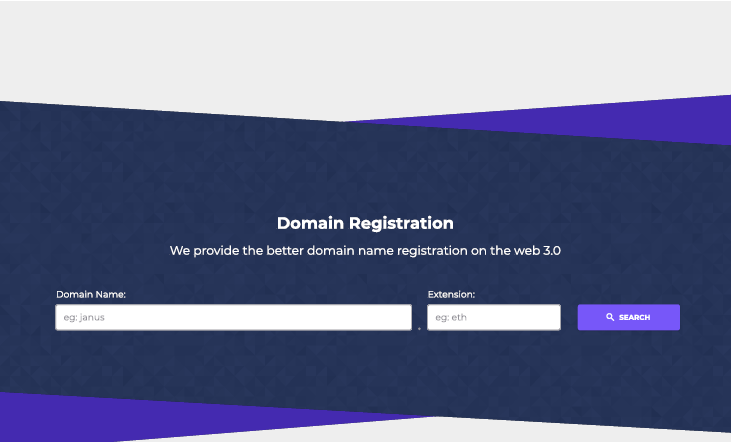 Domain Registration
We provide the better domain name registration on the web 3.0
Domain Name:
Extension:
eg: janus
.
eg: eth
SEARCH